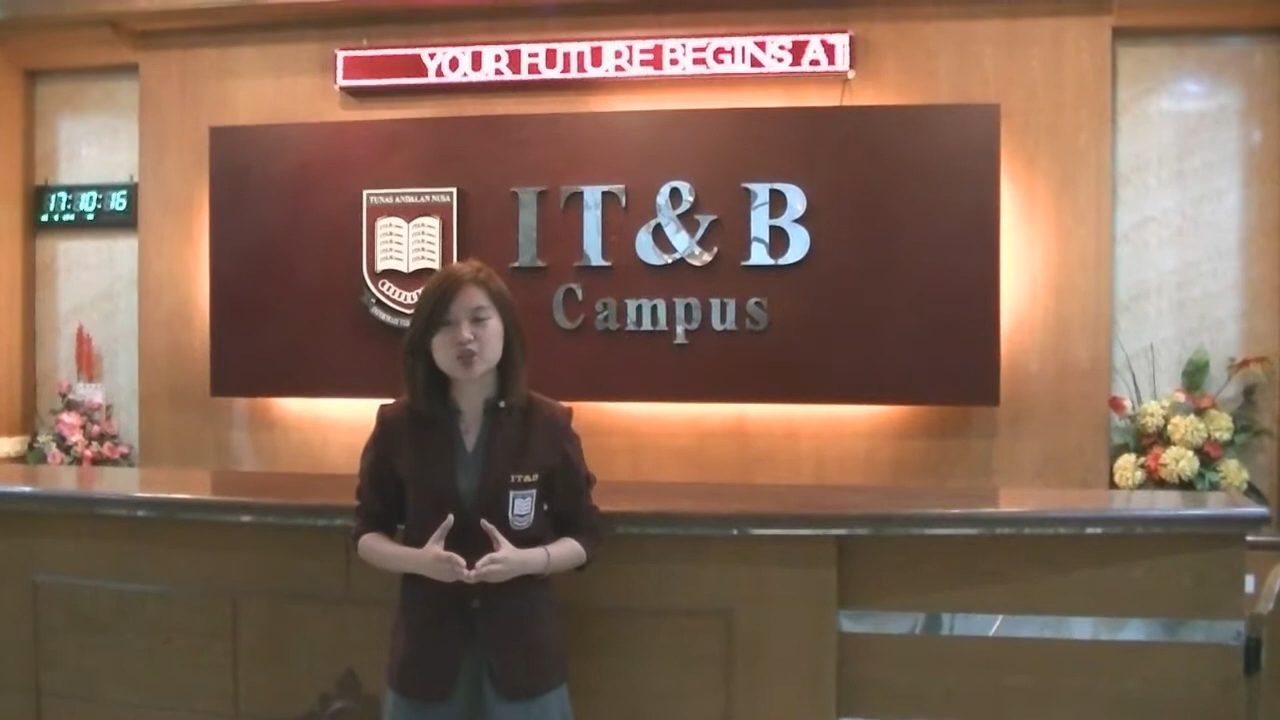 YOUR FUTURE BEGINS AT
17:10:16
TUNAS ANDALAN NUSA
IT&B
Campus
IT&B